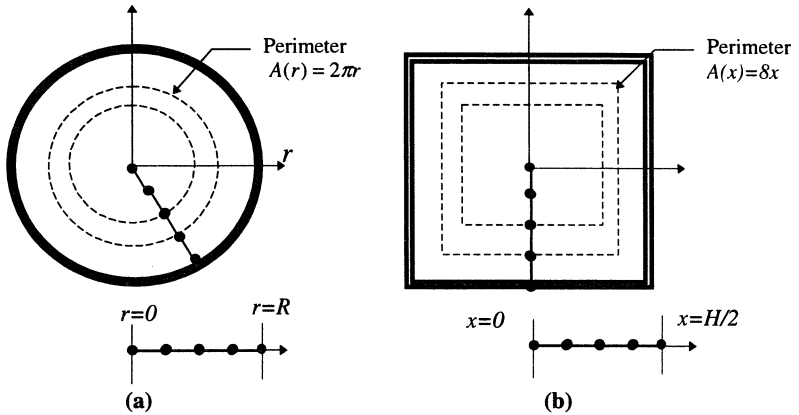 Perimeter
A(r) = 2πr
r
r=0
r=R
(a)
Perimeter
A(x)=8x
x=0
x=H/2
(b)